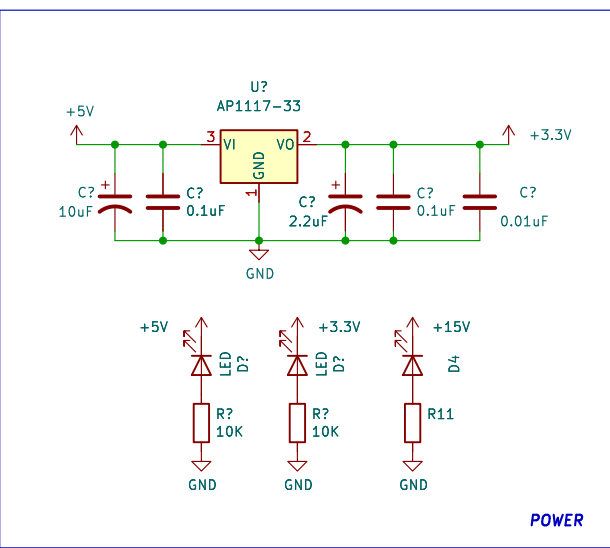 U?
AP1117-33
+5V
+3.3V
3
VI
VO
2
GND
1
C?
10uF
+
C?
0.1uF
C?
2.2uF
+
C?
0.1uF
C?
0.01uF
GND
+5V
LED
D?
R?
10K
GND
+3.3V
LED
D?
R?
10K
GND
+15V
D4
R11
GND
POWER